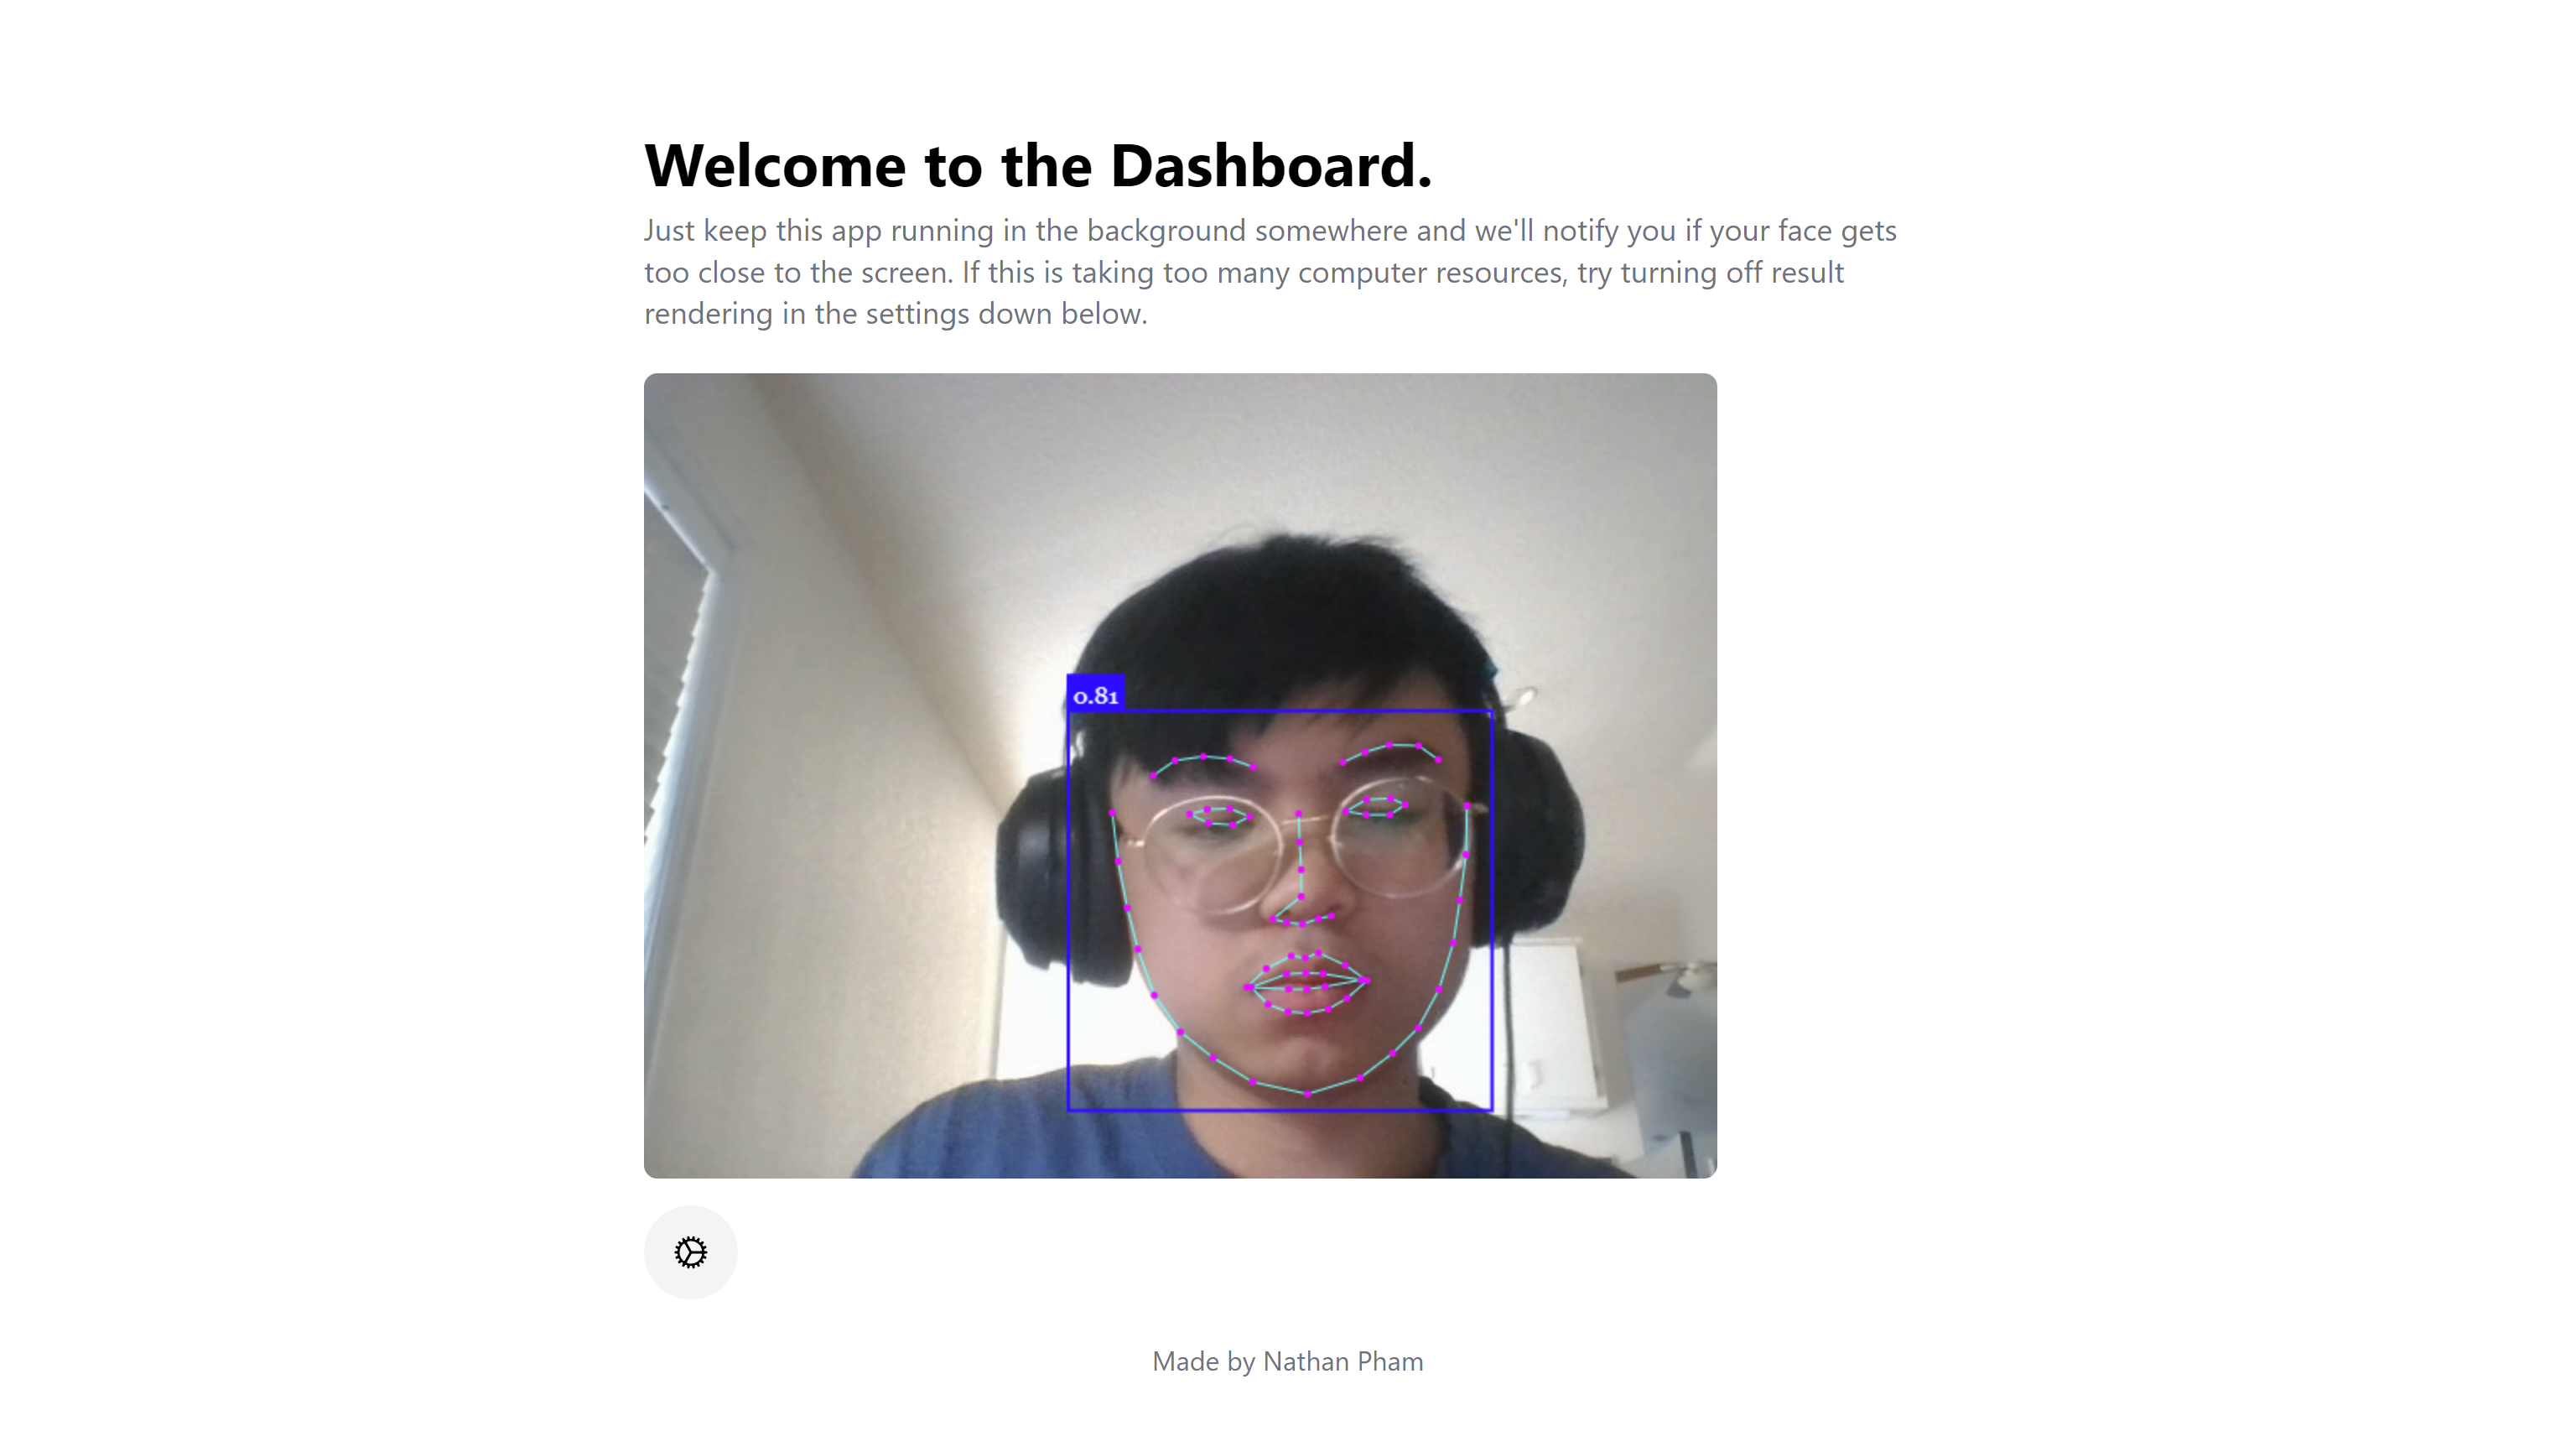 Welcome to the Dashboard.
Just keep this app running in the background somewhere and we'll notify you if your face gets
too close to the screen. If this is taking too many computer resources, try turning off result
rendering in the settings down below.
0.81
Made by Nathan Pham